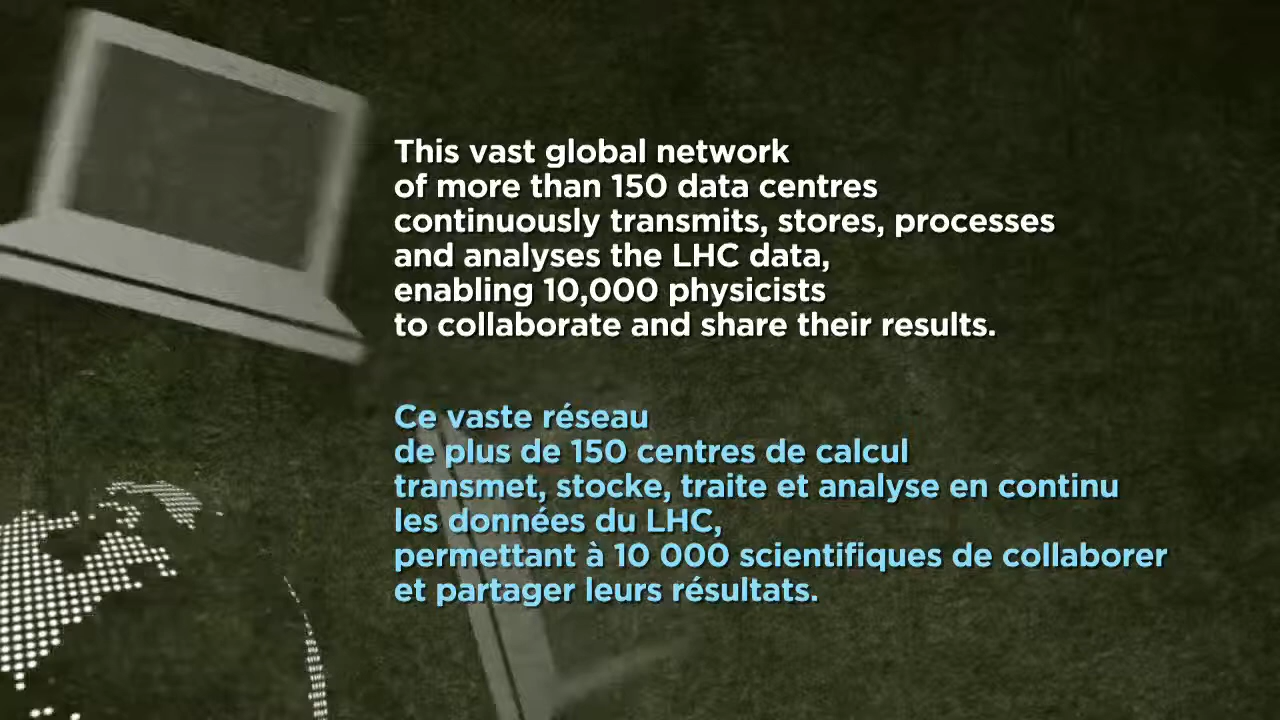 This vast global network
of more than 150 data centres
continuously transmits, stores, processes
and analyses the LHC data,
enabling 10,000 physicists
to collaborate and share their results.
Ce vaste réseau
de plus de 150 centres de calcul
transmet, stocke, traite et analyse en continu
les données du LHC,
permettant à 10 000 scientifiques de collaborer
et partager leurs résultats.